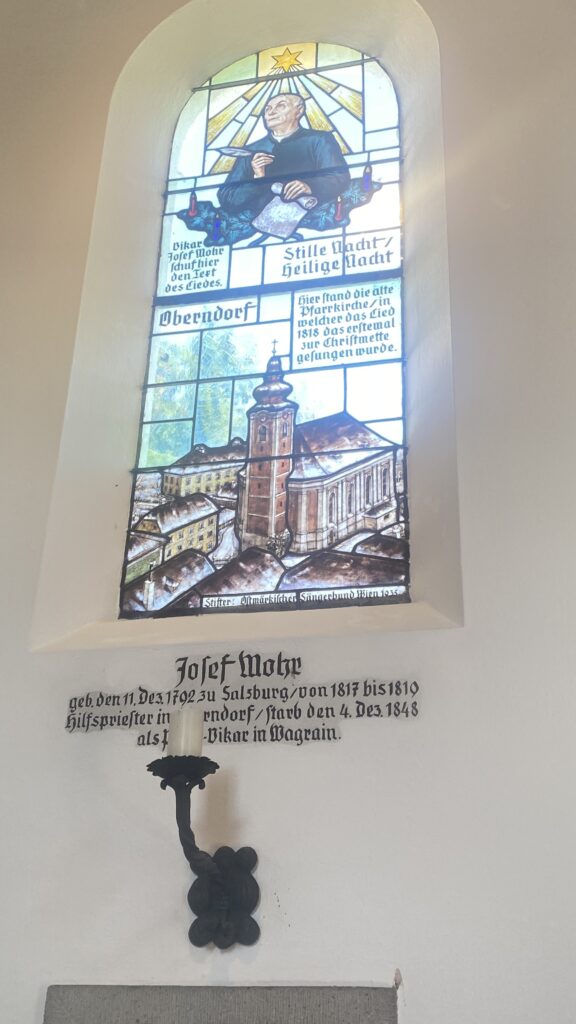 Vikar
Josef Mohr
schuf hier
den Text
des Liedes.
Stille Nacht/
Heilige Nacht
Oberndorf
Hier stand die alte
Pfarrkirche/in
welcher das Lied
1818 das erstemal
zur Christmette
gesungen wurde.
Stifter: Ostmärkischer Sängerbund Wien 1935
Josef Mohr
geb. den 11. Dez. 1792 zu Salzburg/von 1817 bis 1819
Hilfspriester in rndorf/starb den 4. Dez. 1848
als -Vikar in Wagrain.